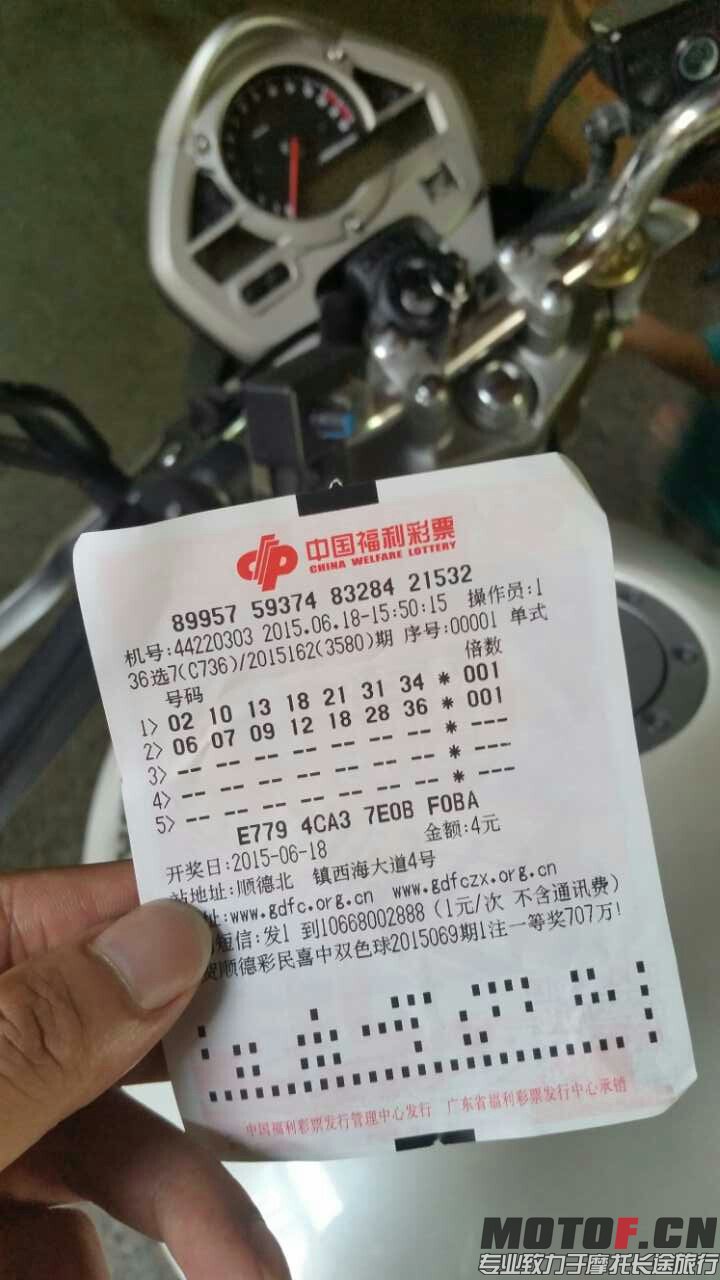 中国福利彩票
CHINA WELFARE LOTTERY
89957 59374 83284 21532
机号:44220303 2015.06.18-15:50:15 操作员:1
36选7(C736)/2015162(3580)期 序号:00001 单式
号码 倍数
1> 02 10 13 18 21 31 34 * 001
2> 06 07 09 12 18 28 36 * 001
3> -- -- -- -- -- -- -- * ---
4> -- -- -- -- -- -- -- * ---
5> -- -- -- -- -- -- -- * ---
E779 4CA3 7E0B F0BA
开奖日:2015-06-18 金额:4元
站地址:顺德北 镇西海大道4号
址:www.gdfc.org.cn www.gdfczx.org.cn
短信:发1 到10668002888(1元/次 不含通讯费)
贺顺德彩民喜中双色球2015069期1注一等奖707万!
中国福利彩票发行管理中心发行 广东省福利彩票发行中心承销
MOTOF.CN
专业致力于摩托长途旅行